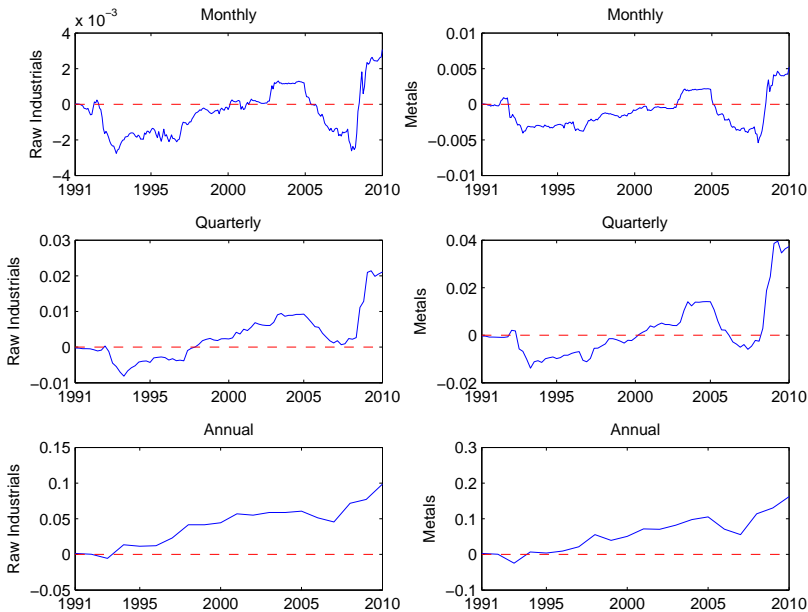 Monthly
x 10⁻³
Raw Industrials
4
2
0
−2
−4
1991 1995 2000 2005 2010
Monthly
Metals
0.01
0.005
0
−0.005
−0.01
1991 1995 2000 2005 2010
Quarterly
Raw Industrials
0.03
0.02
0.01
0
−0.01
1991 1995 2000 2005 2010
Quarterly
Metals
0.04
0.02
0
−0.02
1991 1995 2000 2005 2010
Annual
Raw Industrials
0.15
0.1
0.05
0
−0.05
1991 1995 2000 2005 2010
Annual
Metals
0.3
0.2
0.1
0
−0.1
1991 1995 2000 2005 2010